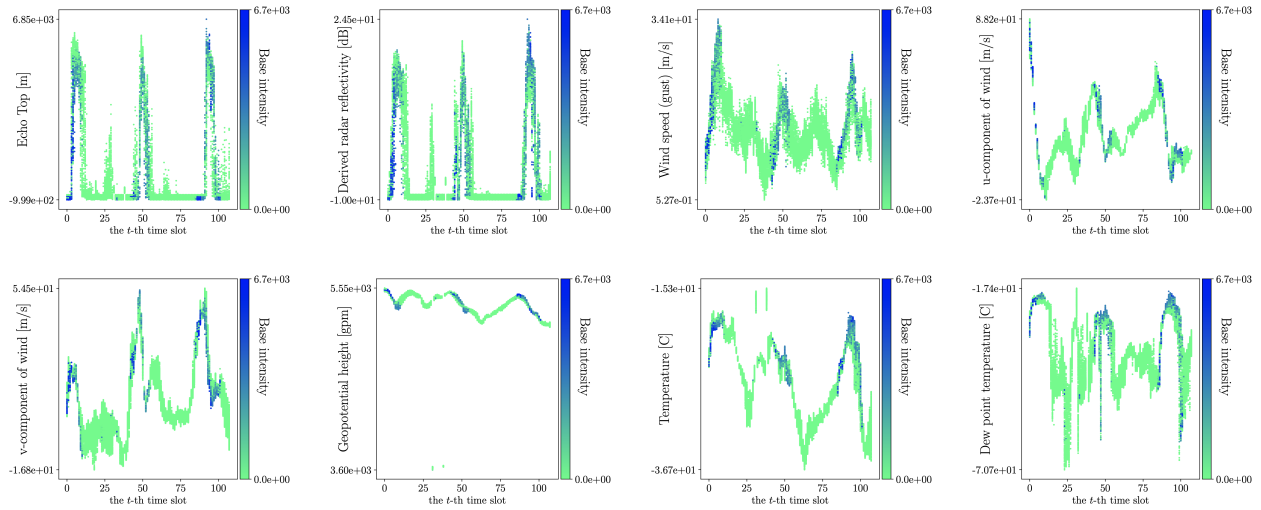 6.85e+03
-9.99e+02
Echo Top [m]
0 25 50 75 100
the t-th time slot
6.7e+03
0.0e+00
Base intensity
2.45e+01
-1.00e+01
Derived radar reflectivity [dB]
0 25 50 75 100
the t-th time slot
6.7e+03
0.0e+00
Base intensity
3.41e+01
5.27e-01
Wind speed (gust) [m/s]
0 25 50 75 100
the t-th time slot
6.7e+03
0.0e+00
Base intensity
8.82e+01
-2.37e+01
u-component of wind [m/s]
0 25 50 75 100
the t-th time slot
6.7e+03
0.0e+00
Base intensity
5.45e+01
-1.68e+01
v-component of wind [m/s]
0 25 50 75 100
the t-th time slot
6.7e+03
0.0e+00
Base intensity
5.55e+03
3.60e+03
Geopotential height [gpm]
0 25 50 75 100
the t-th time slot
6.7e+03
0.0e+00
Base intensity
-1.53e+01
-3.67e+01
Temperature [C]
0 25 50 75 100
the t-th time slot
6.7e+03
0.0e+00
Base intensity
-1.74e+01
-7.07e+01
Dew point temperature [C]
0 25 50 75 100
the t-th time slot
6.7e+03
0.0e+00
Base intensity